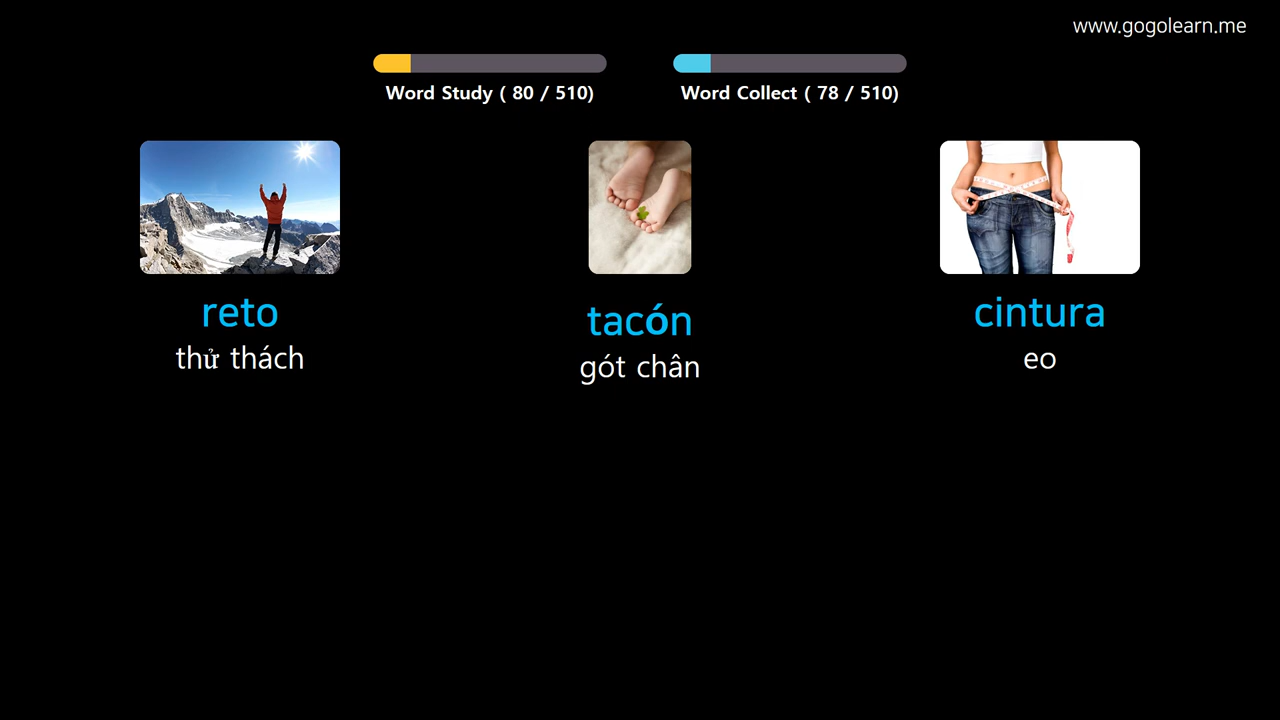 www.gogolearn.me
Word Study ( 80 / 510)
Word Collect ( 78 / 510)
reto
thử thách
tacón
gót chân
cintura
eo